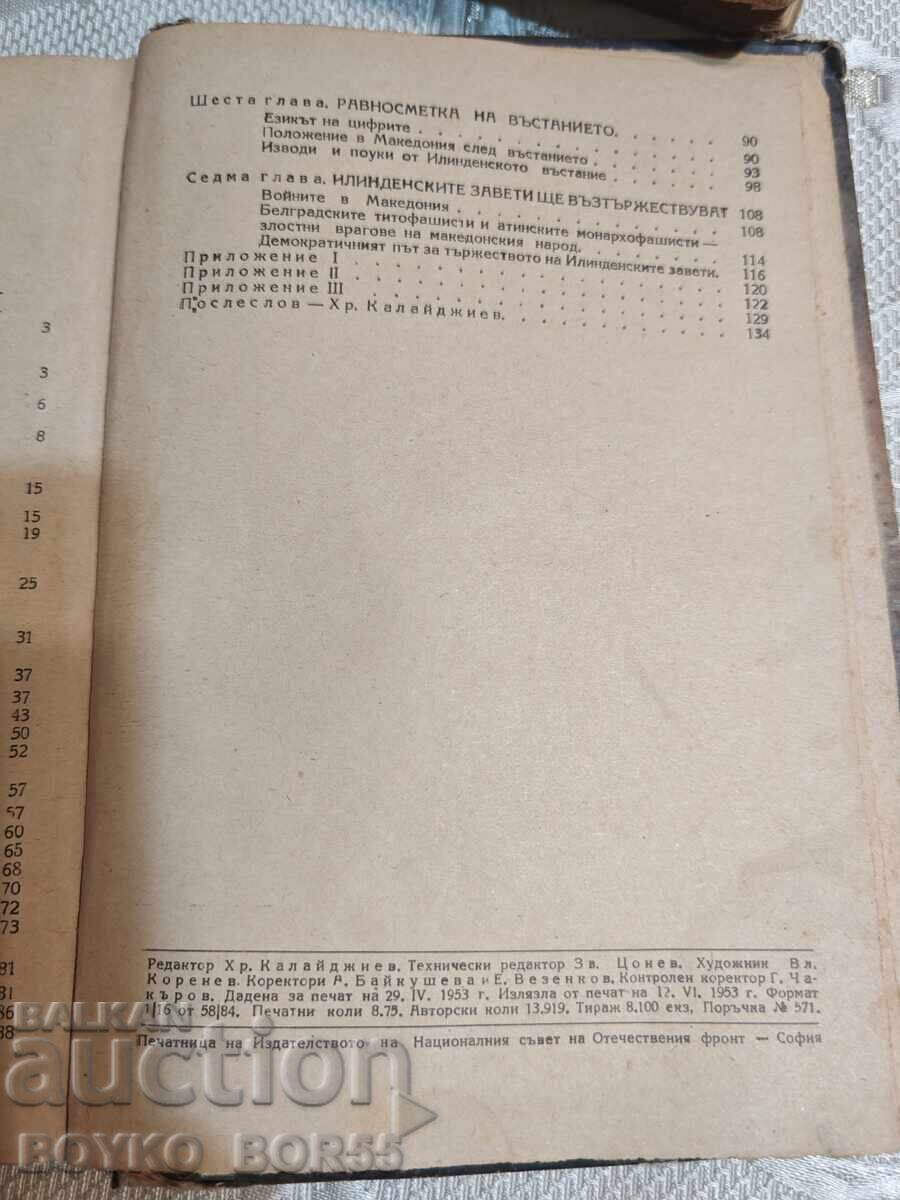 3
3
6
8
15
15
19
25
31
37
37
43
50
52
57
57
60
65
68
70
72
73
81
81
86
88
Шеста глава. РАВНОСМЕТКА НА ВЪСТАНИЕТО. . . . . . 90
Езикът на цифрите . . . . . . . . . . . 90
Положение в Македония след въстанието . . . . . . 93
Изводи и поуки от Илинденското въстание . . . . . 98
Седма глава. ИЛИНДЕНСКИТЕ ЗАВЕТИ ЩЕ ВЪЗТЪРЖЕСТВУВАТ 108
Войните в Македония . . . . . . . . . . 108
Белградските титофашисти и атинските монархофашисти —
злостни врагове на македонския народ. . . . . . 114
Демократичният път за тържеството на Илинденските завети. 116
Приложение I . . . . . . . . . . . . 120
Приложение II . . . . . . . . . . . . 122
Приложение III . . . . . . . . . . . . 129
Послеслов — Хр. Калайджиев. . . . . . . . . 134
Редактор Хр. Калайджиев. Технически редактор Зв. Цонев. Художник Вл.
Коренев. Коректори А. Байкушева и Е. Везенков, Контролен коректор Г. Ча-
къров. Дадена за печат на 29. IV. 1953 г. Излязла от печат на 12. VI. 1953 г. Формат
1/16 от 58/84. Печатни коли 8.75. Авторски коли 13,919. Тираж 8.100 екз, Поръчка № 571.
Печатница на Издателството на Националния съвет на Отечествения фронт — София
BALKAN
auction
BOYKO BOR55